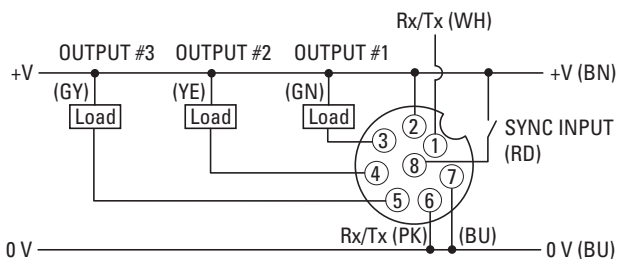 Rx/Tx (WH)
OUTPUT #3 OUTPUT #2 OUTPUT #1
+V +V (BN)
(GY) (YE) (GN)
Load Load Load
2
3 1
SYNC INPUT
(RD)
8
4 7
5 6
Rx/Tx (PK) (BU)
0 V 0 V (BU)